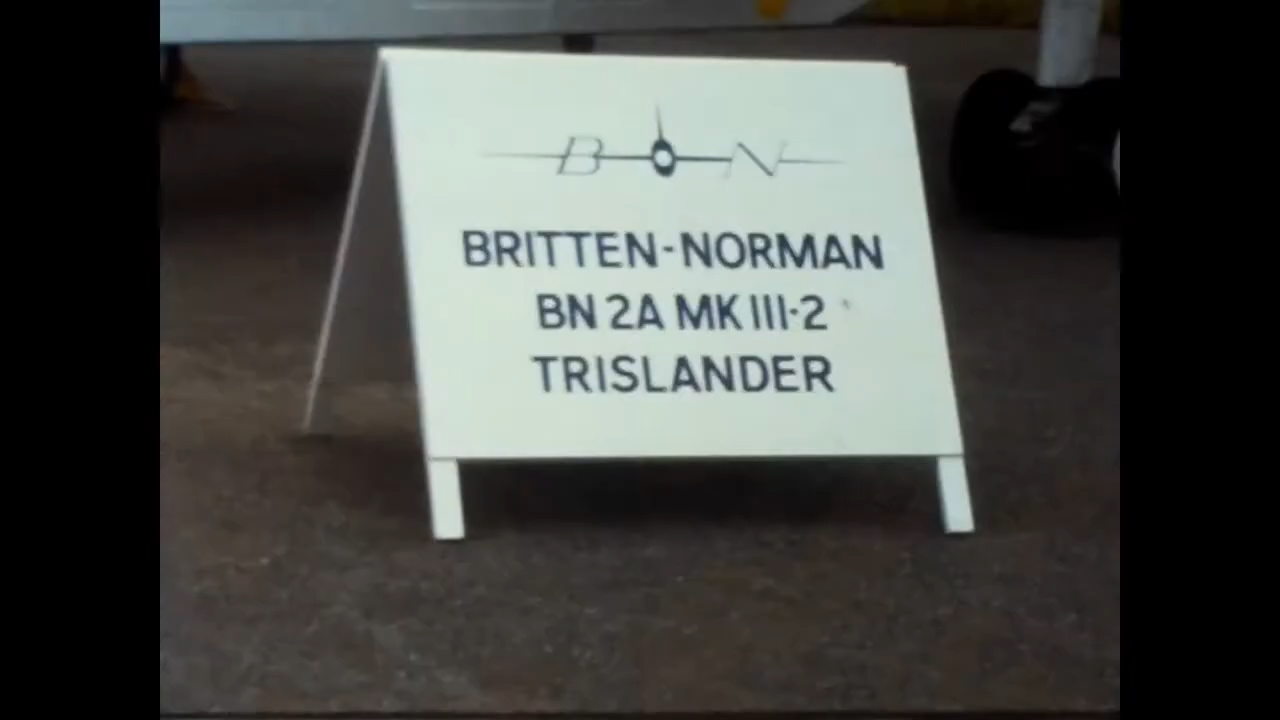 B N
BRITTEN-NORMAN
BN 2A MK III-2
TRISLANDER